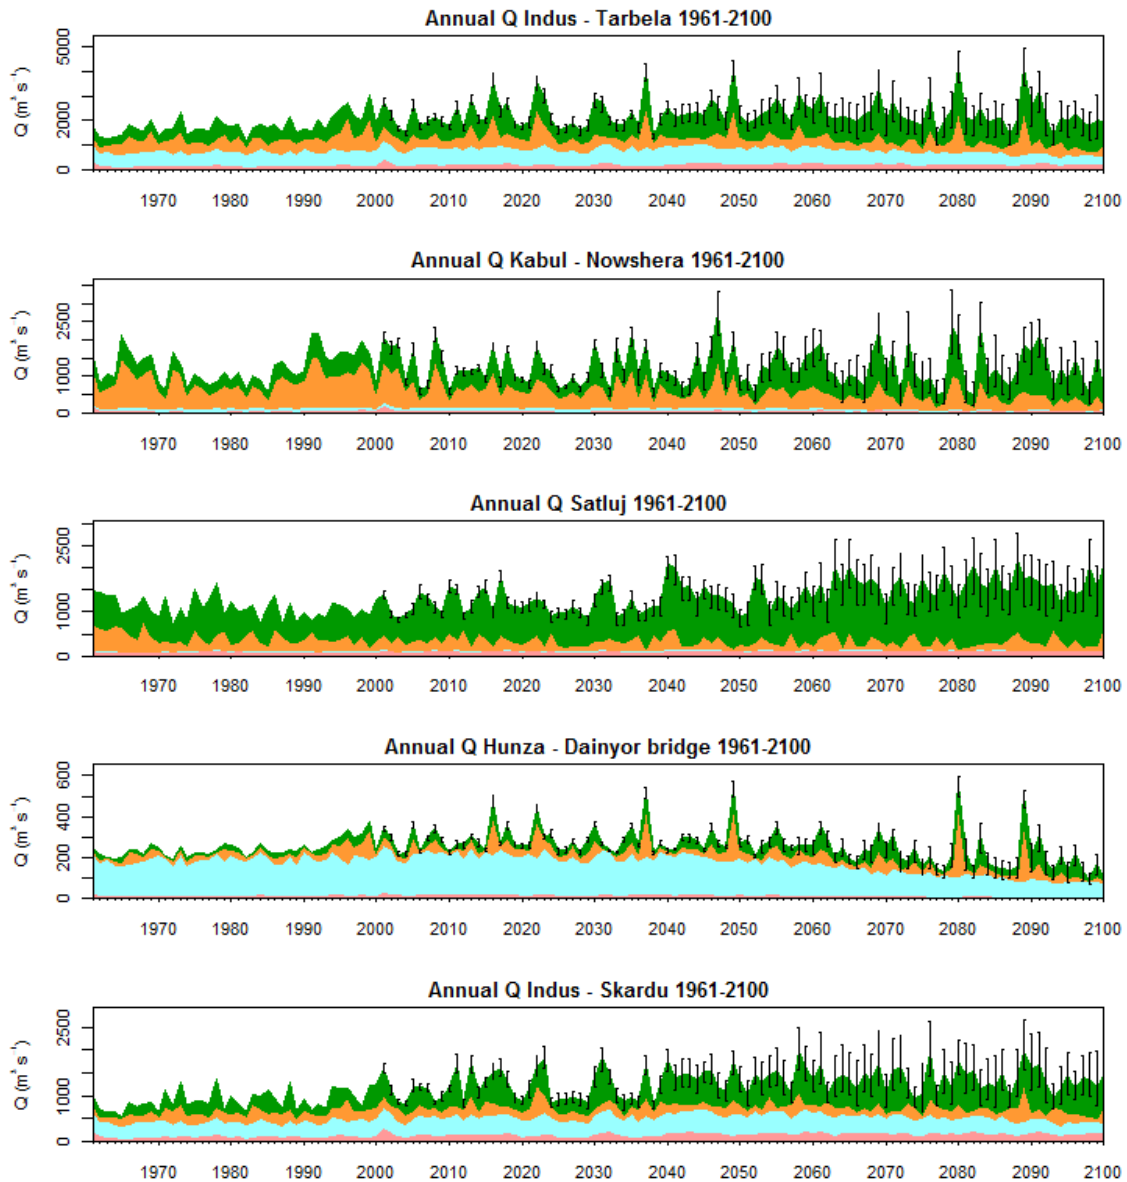 Annual Q Indus - Tarbela 1961-2100
Q (m³ s⁻¹)
0 2000 5000
1970 1980 1990 2000 2010 2020 2030 2040 2050 2060 2070 2080 2090 2100
Annual Q Kabul - Nowshera 1961-2100
Q (m³ s⁻¹)
0 1000 2500
1970 1980 1990 2000 2010 2020 2030 2040 2050 2060 2070 2080 2090 2100
Annual Q Satluj 1961-2100
Q (m³ s⁻¹)
0 1000 2500
1970 1980 1990 2000 2010 2020 2030 2040 2050 2060 2070 2080 2090 2100
Annual Q Hunza - Dainyor bridge 1961-2100
Q (m³ s⁻¹)
0 200 400 600
1970 1980 1990 2000 2010 2020 2030 2040 2050 2060 2070 2080 2090 2100
Annual Q Indus - Skardu 1961-2100
Q (m³ s⁻¹)
0 1000 2500
1970 1980 1990 2000 2010 2020 2030 2040 2050 2060 2070 2080 2090 2100